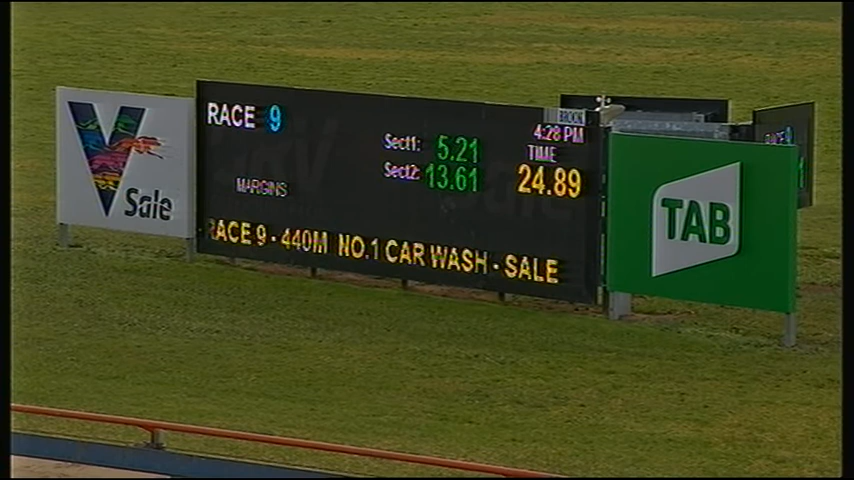 V
Sale
RACE 9
BROOK
4:28 PM
Sect1: 5.21
TIME
Sect2: 13.61
24.89
MARGINS
RACE 9 - 440M NO.1 CAR WASH - SALE
TAB